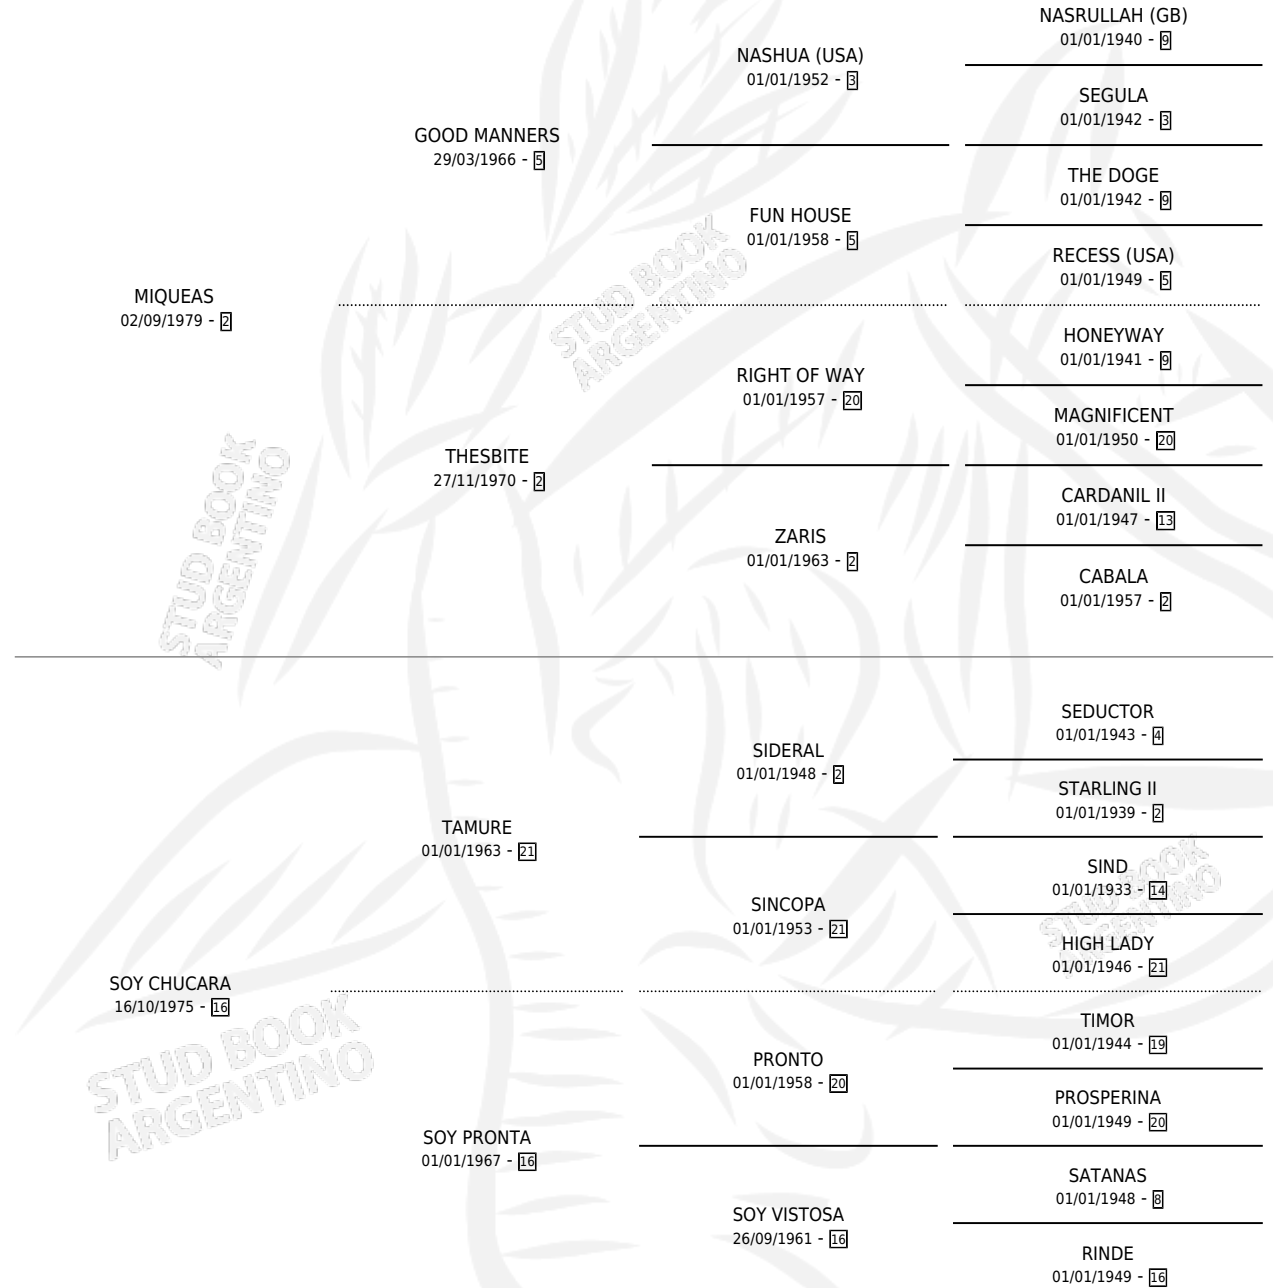 NASRULLAH (GB)
01/01/1940 - 9
NASHUA (USA)
01/01/1952 - 3
SEGULA
01/01/1942 - 3
GOOD MANNERS
29/03/1966 - 5
THE DOGE
01/01/1942 - 9
FUN HOUSE
01/01/1958 - 5
RECESS (USA)
01/01/1949 - 5
MIQUEAS
02/09/1979 - 2
HONEYWAY
01/01/1941 - 9
RIGHT OF WAY
01/01/1957 - 20
MAGNIFICENT
01/01/1950 - 20
THESBITE
27/11/1970 - 2
CARDANIL II
01/01/1947 - 13
ZARIS
01/01/1963 - 2
CABALA
01/01/1957 - 2
SEDUCTOR
01/01/1943 - 4
SIDERAL
01/01/1948 - 2
STARLING II
01/01/1939 - 2
TAMURE
01/01/1963 - 21
SIND
01/01/1933 - 14
SINCOPA
01/01/1953 - 21
HIGH LADY
01/01/1946 - 21
SOY CHUCARA
16/10/1975 - 16
TIMOR
01/01/1944 - 19
PRONTO
01/01/1958 - 20
PROSPERINA
01/01/1949 - 20
SOY PRONTA
01/01/1967 - 16
SATANAS
01/01/1948 - 8
SOY VISTOSA
26/09/1961 - 16
RINDE
01/01/1949 - 16
STUD BOOK
ARGENTINO
STUD BOOK
ARGENTINO
STUD BOOK
ARGENTINO
STUD BOOK
ARGENTINO